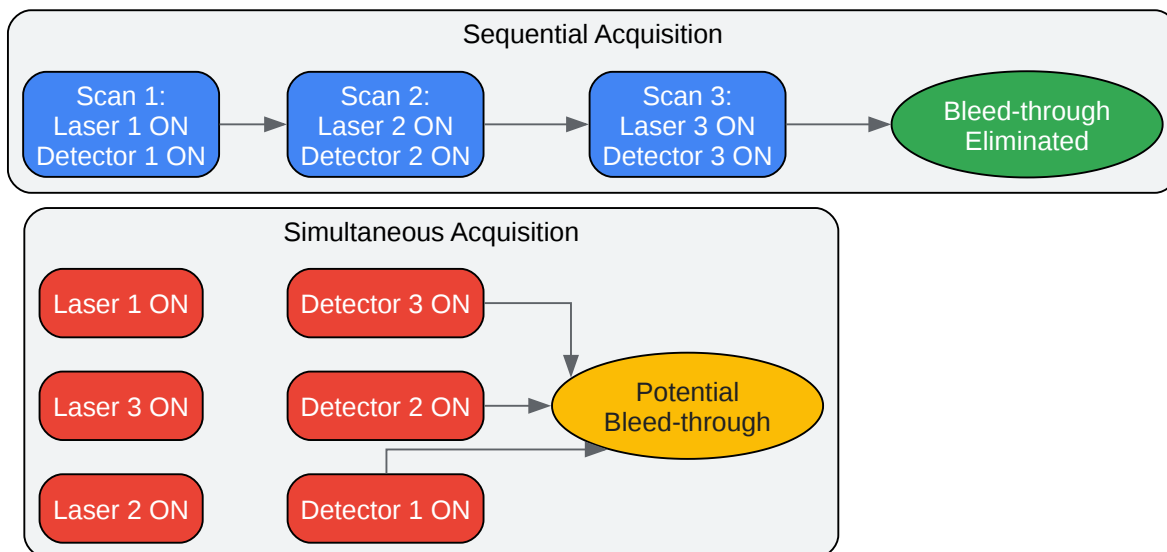 Sequential Acquisition
Scan 1:
Laser 1 ON
Detector 1 ON
Scan 2:
Laser 2 ON
Detector 2 ON
Scan 3:
Laser 3 ON
Detector 3 ON
Bleed-through
Eliminated
Simultaneous Acquisition
Laser 1 ON
Detector 3 ON
Laser 3 ON
Detector 2 ON
Potential
Bleed-through
Laser 2 ON
Detector 1 ON